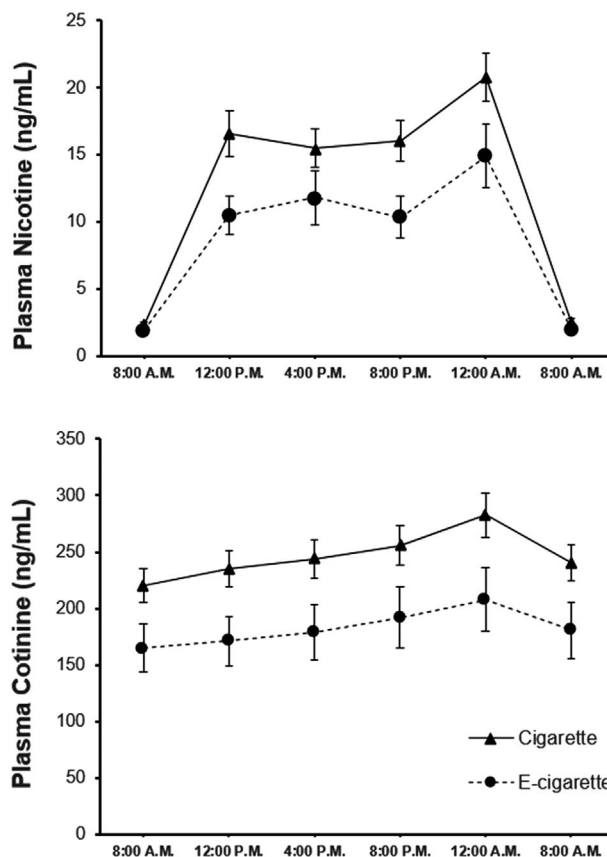 Plasma Nicotine (ng/mL)
25
20
15
10
5
0
8:00 A.M. 12:00 P.M. 4:00 P.M. 8:00 P.M. 12:00 A.M. 8:00 A.M.
Plasma Cotinine (ng/mL)
350
300
250
200
150
100
50
0
Cigarette
E-cigarette
8:00 A.M. 12:00 P.M. 4:00 P.M. 8:00 P.M. 12:00 A.M. 8:00 A.M.